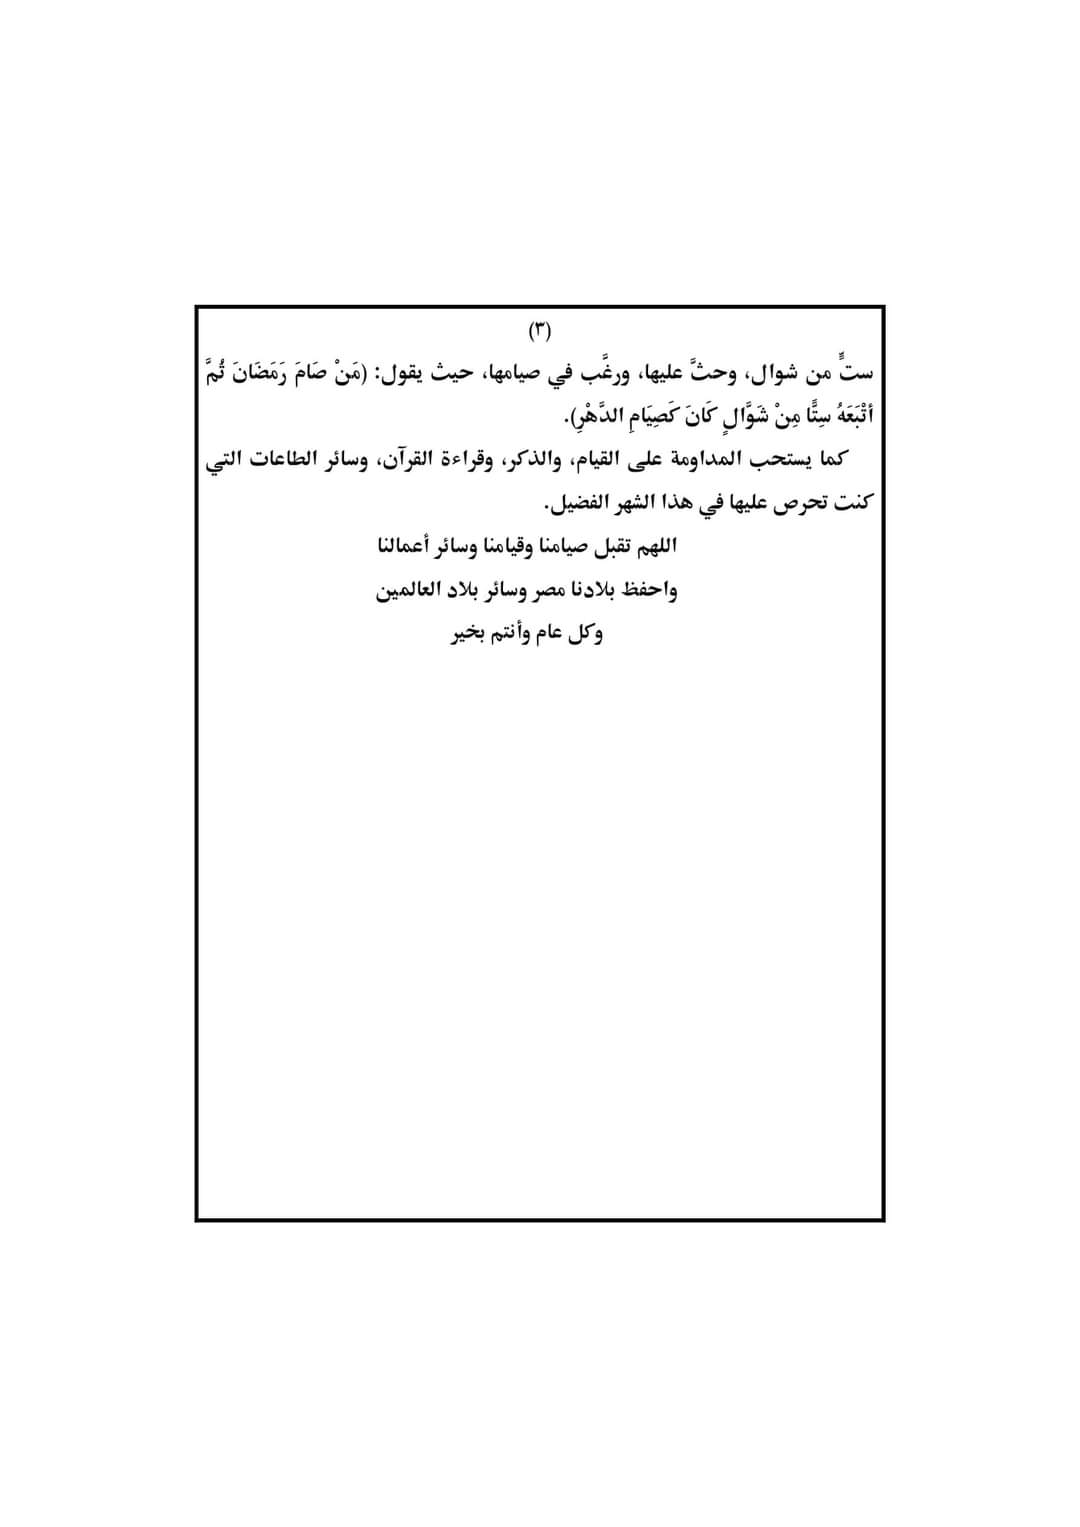 (٣)
ستٍّ من شوال، وحثَّ عليها، ورغَّب في صيامها، حيث يقول: (مَنْ صَامَ رَمَضَانَ ثُمَّ
أتْبَعَهُ سِتًّا مِنْ شَوَّالٍ كَانَ كَصِيَامِ الدَّهْرِ).
كما يستحب المداومة على القيام، والذكر، وقراءة القرآن، وسائر الطاعات التي
كنت تحرص عليها في هذا الشهر الفضيل.
اللهم تقبل صيامنا وقيامنا وسائر أعمالنا
واحفظ بلادنا مصر وسائر بلاد العالمين
وكل عام وأنتم بخير